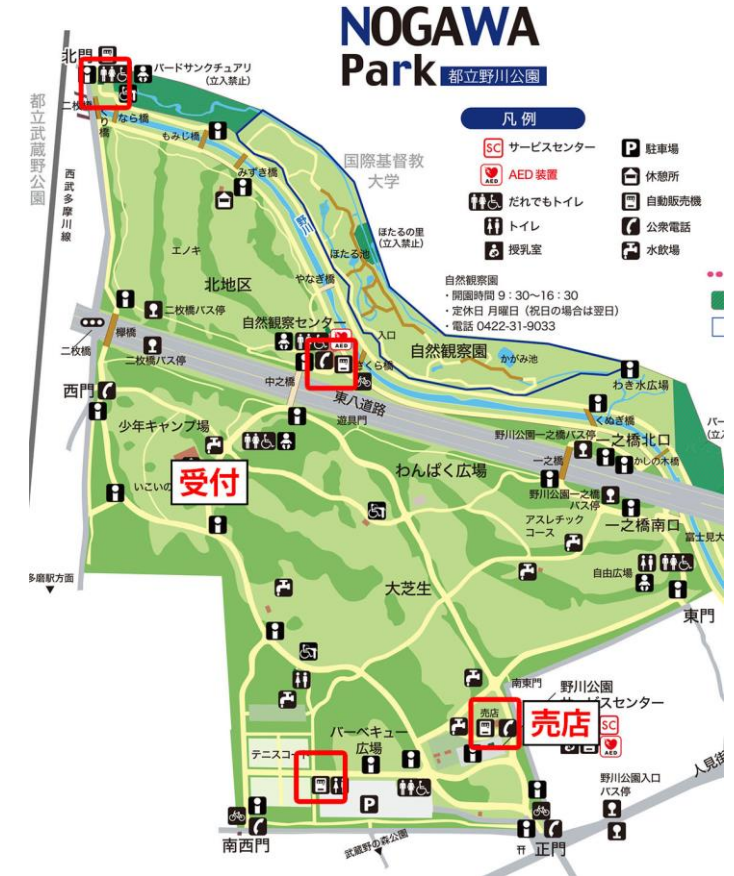 NOGAWA
Park 都立野川公園
凡例
SC サービスセンター
AED AED装置
だれでもトイレ
トイレ
授乳室
P 駐車場
休憩所
自動販売機
公衆電話
水飲場
自然観察園
・開園時間 9:30〜16:30
・定休日 月曜日（祝日の場合は翌日）
・電話 0422-31-9033
北門
バードサンクチュアリ
（立入禁止）
都立武蔵野公園
西武多摩川線
なら橋
もみじ橋
みずき橋
国際基督教
大学
野川
ほたるの里
（立入禁止）
ほたる池
エノキ
北地区
やなぎ橋
二枚橋バス停
自然観察センター
AED
入口
自然観察園
かがみ池
二枚橋
欅橋
二枚橋バス停
さくら橋
わき水広場
西門
中之橋
東八道路
遊具門
くぬぎ橋
少年キャンプ場
野川公園一之橋バス停
一之橋北口
わんぱく広場
一之橋
かしの木橋
受付
野川公園一之橋
バス停
アスレチック
コース
一之橋南口
多磨駅方面
大芝生
自由広場
東門
南東門
野川公園
サービスセンター
売店
売店
SC
AED
バーベキュー
広場
テニスコート
P
野川公園入口
バス停
人見街
南西門
武蔵野の森公園
正門